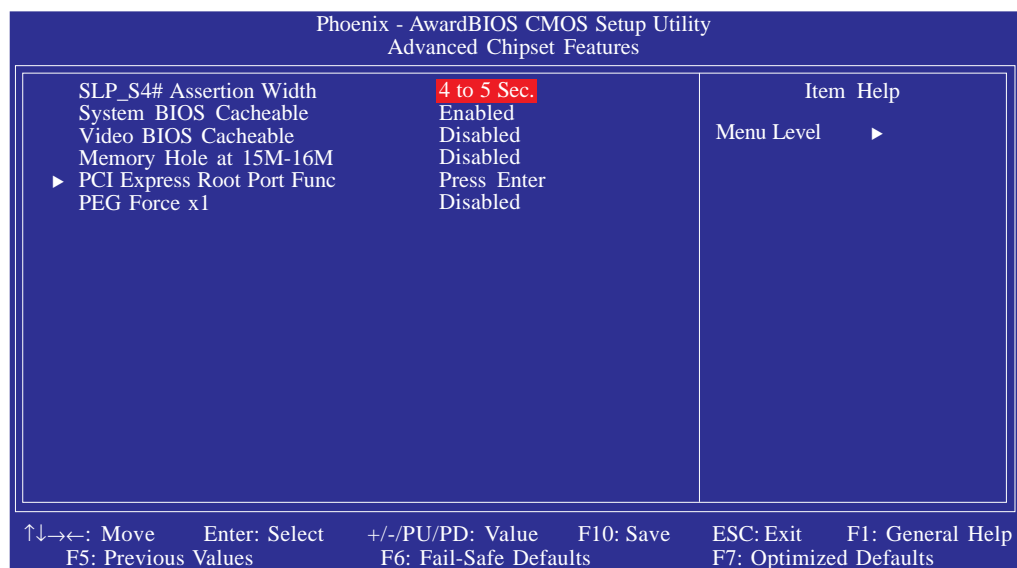 Phoenix - AwardBIOS CMOS Setup Utility
Advanced Chipset Features
SLP_S4# Assertion Width 4 to 5 Sec.
System BIOS Cacheable Enabled
Video BIOS Cacheable Disabled
Memory Hole at 15M-16M Disabled
▶ PCI Express Root Port Func Press Enter
PEG Force x1 Disabled
Item Help
Menu Level ▶
↑↓→←: Move Enter: Select +/-/PU/PD: Value F10: Save ESC: Exit F1: General Help
F5: Previous Values F6: Fail-Safe Defaults F7: Optimized Defaults